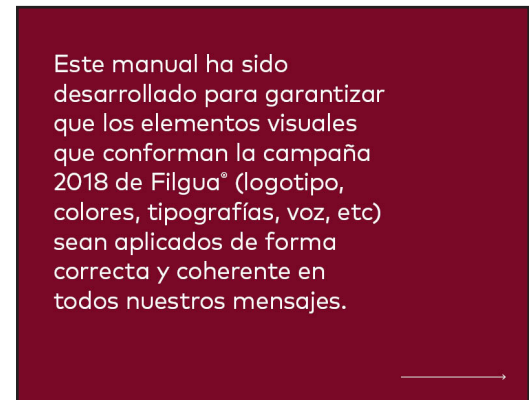 Este manual ha sido
desarrollado para garantizar
que los elementos visuales
que conforman la campaña
2018 de Filgua® (logotipo,
colores, tipografías, voz, etc)
sean aplicados de forma
correcta y coherente en
todos nuestros mensajes.